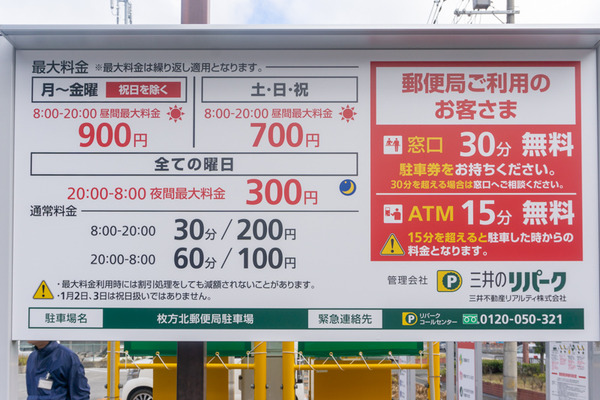 最大料金 ※最大料金は繰り返し適用となります。
月〜金曜 祝日を除く
8:00-20:00 昼間最大料金
900円
土・日・祝
8:00-20:00 昼間最大料金
700円
全ての曜日
20:00-8:00 夜間最大料金 300円
通常料金
8:00-20:00 30分/200円
20:00-8:00 60分/100円
・最大料金利用時には割引処理をしても減額されないことがあります。
・1月2日、3日は祝日扱いではありません。
郵便局ご利用の
お客さま
窓口 30分 無料
駐車券をお持ちください。
30分を超える場合は窓口へご相談ください。
ATM 15分 無料
15分を超えると駐車した時からの
料金となります。
管理会社 P 三井のリパーク
三井不動産リアルティ株式会社
駐車場名 枚方北郵便局駐車場 緊急連絡先 P リパーク
コールセンター 0120-050-321